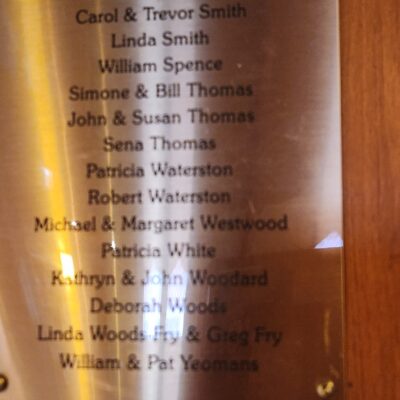 Carol & Trevor Smith
Linda Smith
William Spence
Simone & Bill Thomas
John & Susan Thomas
Sena Thomas
Patricia Waterston
Robert Waterston
Michael & Margaret Westwood
Patricia White
Kathryn & John Woodard
Deborah Woods
Linda Woods-Fry & Greg Fry
William & Pat Yeomans